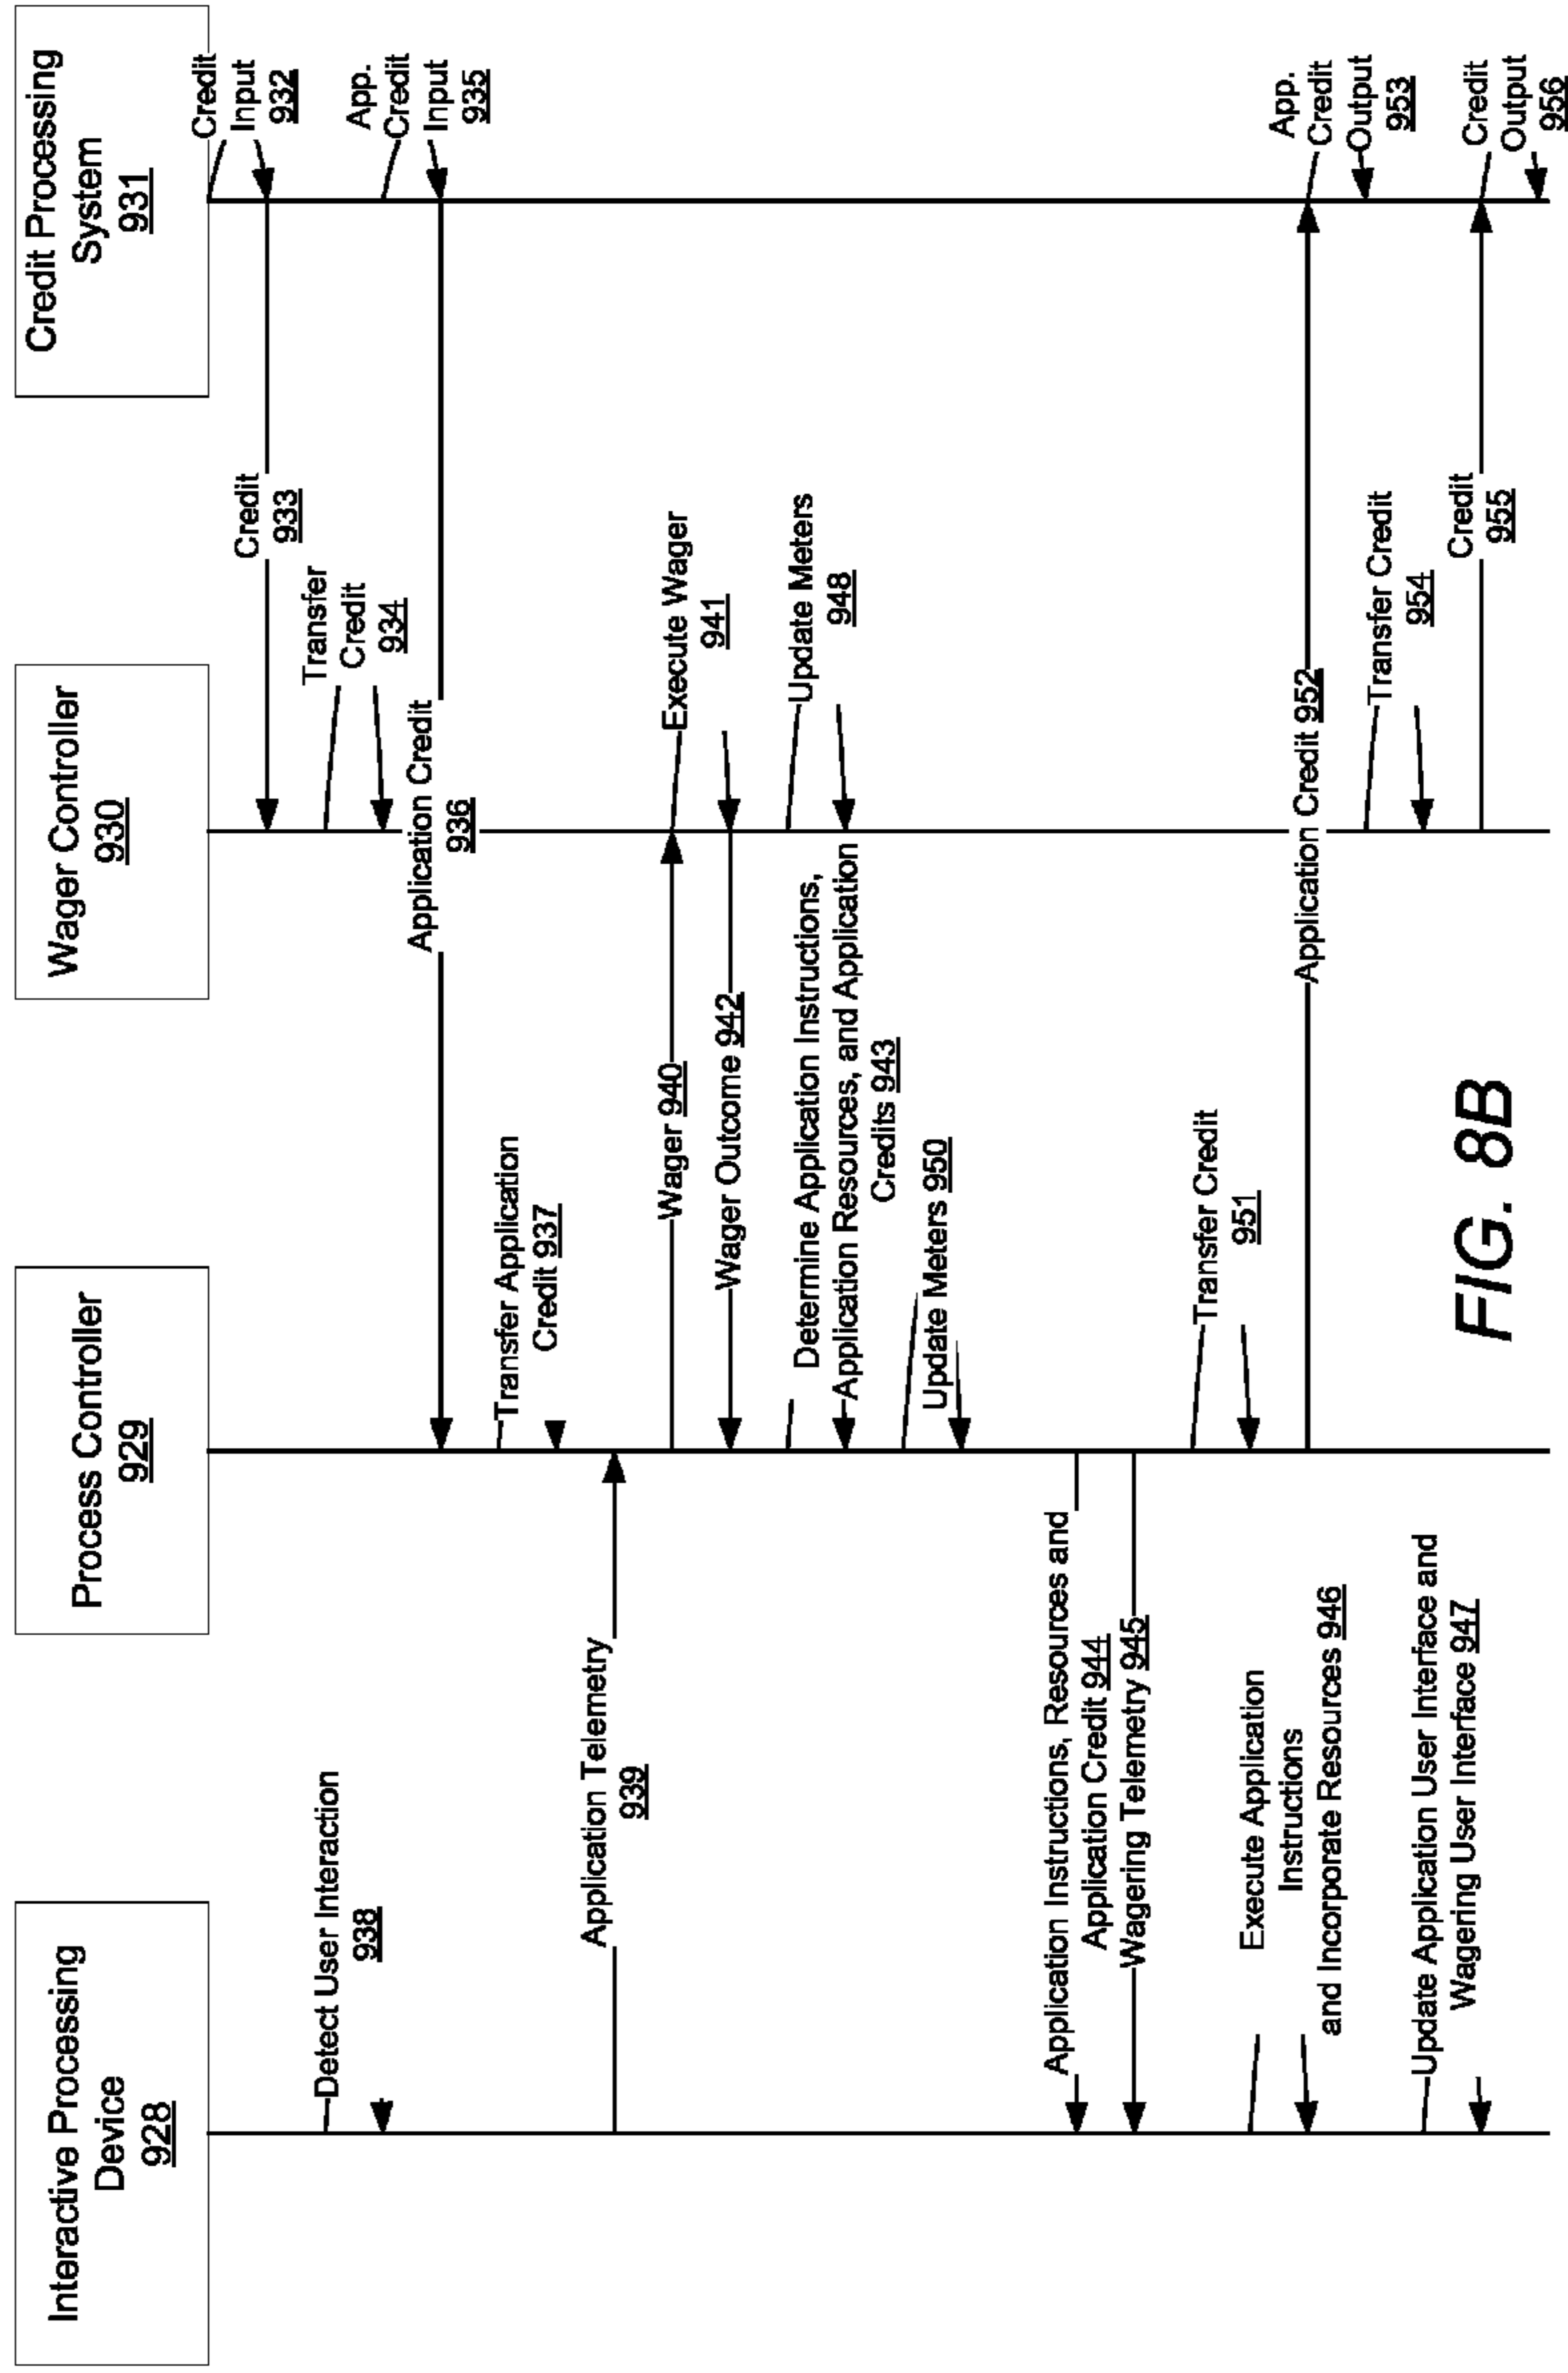 Interactive Processing
Device
928
Process Controller
929
Wager Controller
930
Credit Processing
System
931
Credit
Input
932
Credit
933
Transfer
Credit
934
Detect User Interaction
938
App.
Credit
Input
935
Application Credit
936
Transfer Application
Credit 937
Application Telemetry
939
Wager 940
Execute Wager
941
Wager Outcome 942
Determine Application Instructions,
Application Resources, and Application
Credits 943
Update Meters
948
Update Meters 950
Application Instructions, Resources and
Application Credit 944
Wagering Telemetry 945
Transfer Credit
951
Execute Application
Instructions
and Incorporate Resources 946
Application Credit 952
App.
Credit
Output
953
Transfer Credit
954
Update Application User Interface and
Wagering User Interface 947
Credit
955
Credit
Output
956
FIG. 8B